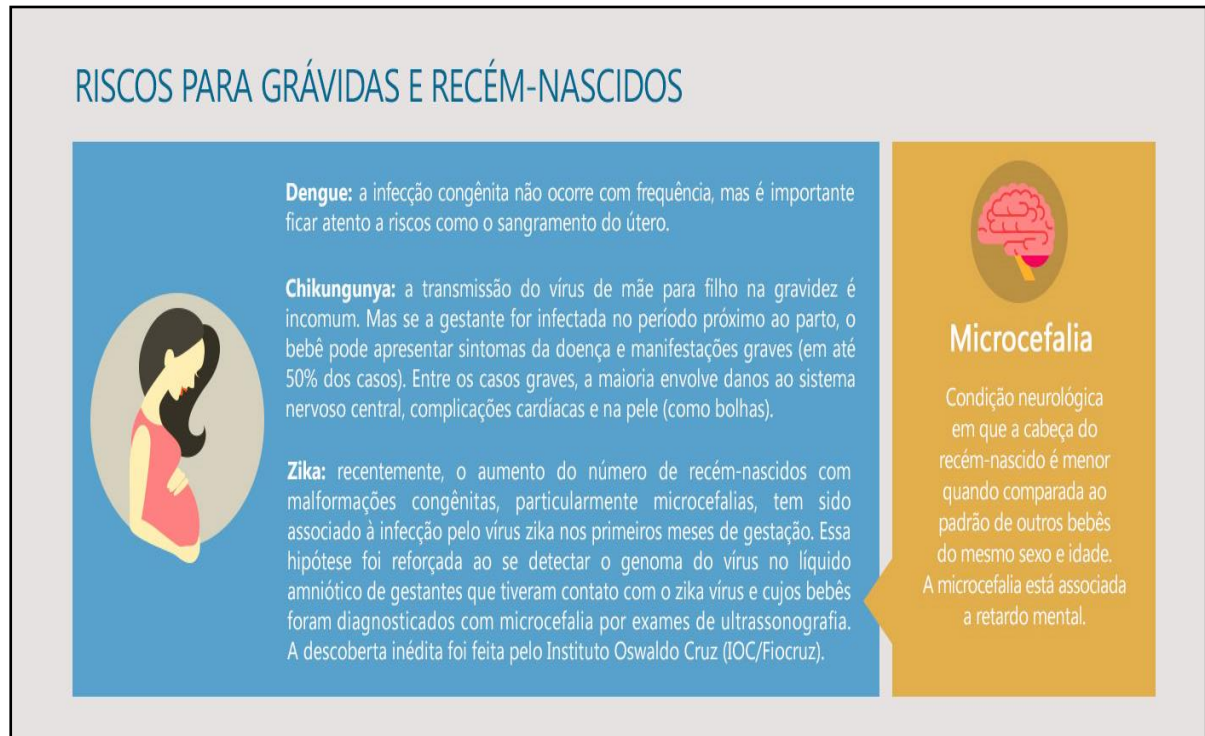 RISCOS PARA GRÁVIDAS E RECÉM-NASCIDOS
Dengue: a infecção congênita não ocorre com frequência, mas é importante
ficar atento a riscos como o sangramento do útero.
Chikungunya: a transmissão do vírus de mãe para filho na gravidez é
incomum. Mas se a gestante for infectada no período próximo ao parto, o
bebê pode apresentar sintomas da doença e manifestações graves (em até
50% dos casos). Entre os casos graves, a maioria envolve danos ao sistema
nervoso central, complicações cardíacas e na pele (como bolhas).
Zika: recentemente, o aumento do número de recém-nascidos com
malformações congênitas, particularmente microcefalias, tem sido
associado à infecção pelo vírus zika nos primeiros meses de gestação. Essa
hipótese foi reforçada ao se detectar o genoma do vírus no líquido
amniótico de gestantes que tiveram contato com o zika vírus e cujos bebês
foram diagnosticados com microcefalia por exames de ultrassonografia.
A descoberta inédita foi feita pelo Instituto Oswaldo Cruz (IOC/Fiocruz).
Microcefalia
Condição neurológica
em que a cabeça do
recém-nascido é menor
quando comparada ao
padrão de outros bebês
do mesmo sexo e idade.
A microcefalia está associada
a retardo mental.